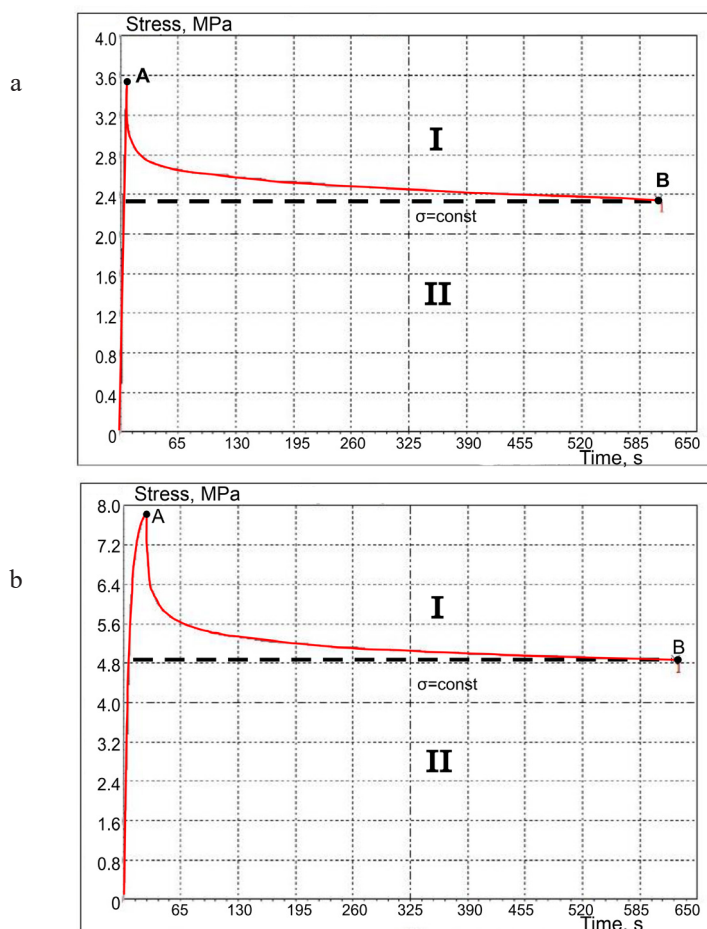 a
Stress, MPa
4.0
A
3.6
3.2
I
2.8
B
2.4
σ=const
2.0
II
1.6
1.2
0.8
0.4
0
65 130 195 260 325 390 455 520 585 650
Time, s
1
b
Stress, MPa
8.0
A
7.2
6.4
I
5.6
B
4.8
1
σ=const
4.0
3.2
II
2.4
1.6
0.8
0
65 130 195 260 325 390 455 520 585 650
Time, s